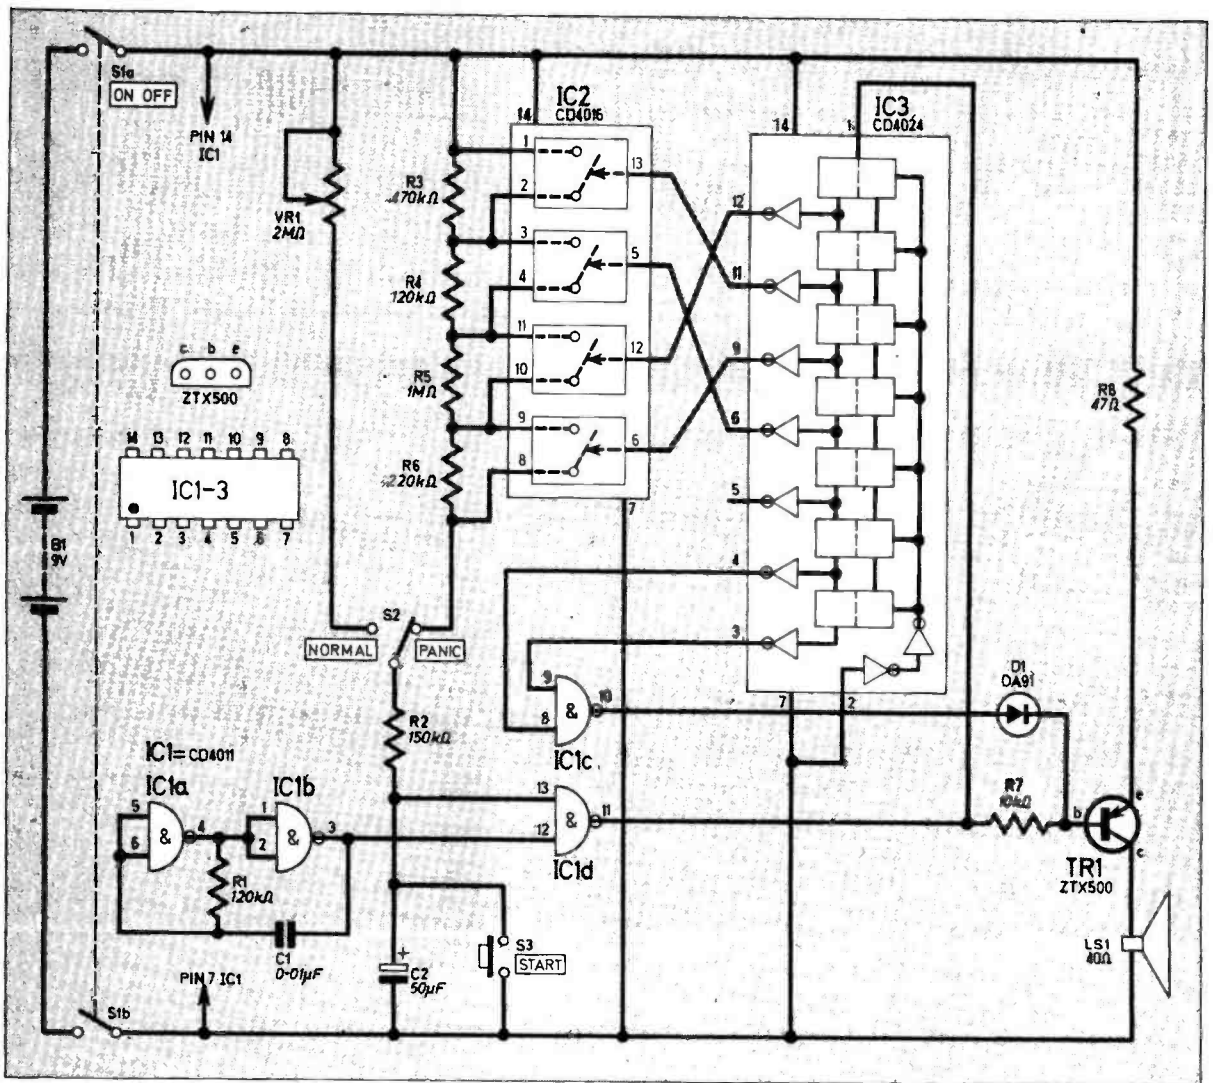 S1a
ON OFF
PIN 14
IC1
VR1
2MΩ
R3
470kΩ
R4
120kΩ
R5
1MΩ
R6
220kΩ
IC2
CD4016
14
1
2
13
3
4
5
11
10
12
9
8
6
7
IC3
CD4024
14
1
12
11
9
6
5
4
3
7
2
R8
47Ω
c b e
ZTX500
14 13 12 11 10 9 8
IC1-3
1 2 3 4 5 6 7
B1
9V
S2
NORMAL
PANIC
R2
150kΩ
9
8
&
10
IC1c
D1
OA91
IC1= CD4011
IC1a
IC1b
5
6
&
4
1
2
&
3
13
12
&
11
IC1d
R7
10kΩ
b
e
c
TR1
ZTX500
R1
120kΩ
C1
0·01µF
+
C2
50µF
S3
START
LS1
40Ω
PIN 7 IC1
S1b